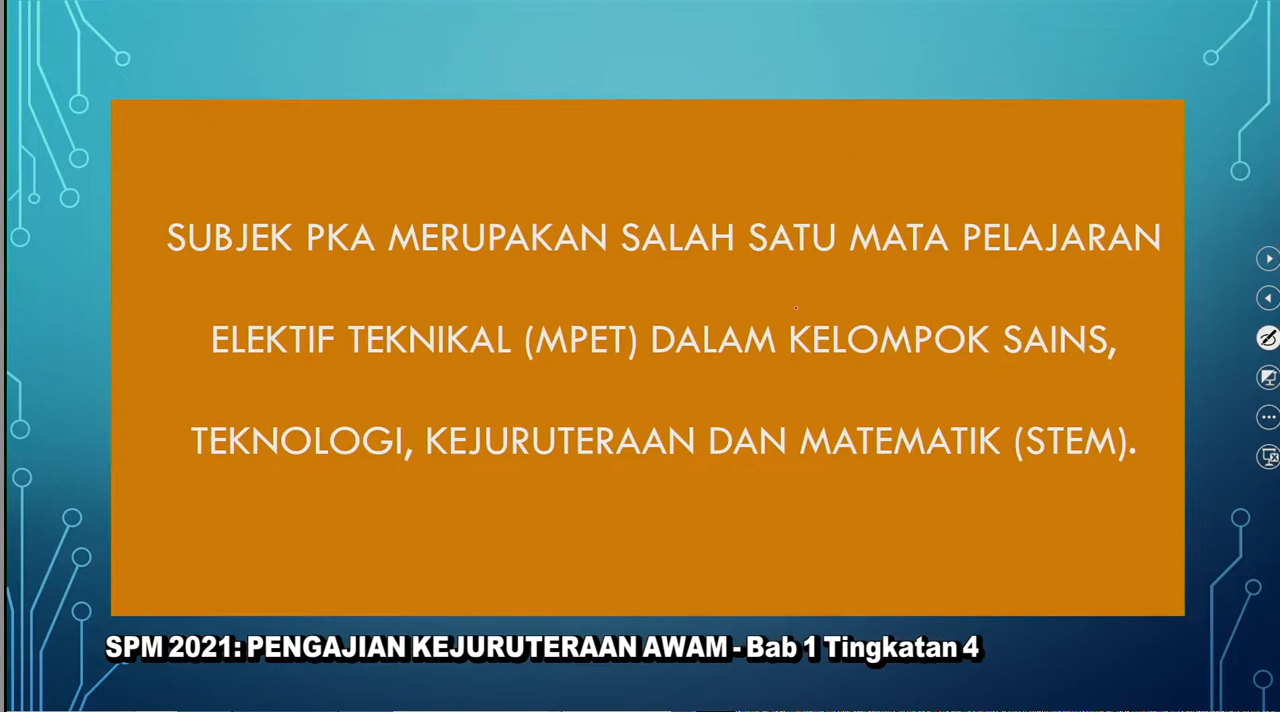 SUBJEK PKA MERUPAKAN SALAH SATU MATA PELAJARAN
ELEKTIF TEKNIKAL (MPET) DALAM KELOMPOK SAINS,
TEKNOLOGI, KEJURUTERAAN DAN MATEMATIK (STEM).
SPM 2021: PENGAJIAN KEJURUTERAAN AWAM - Bab 1 Tingkatan 4